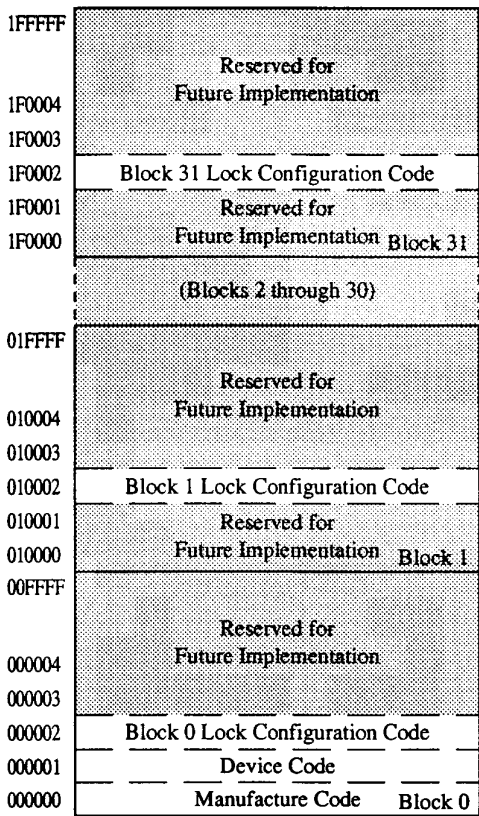 1FFFFF
Reserved for
Future Implementation
1F0004
1F0003
1F0002 Block 31 Lock Configuration Code
1F0001 Reserved for
1F0000 Future Implementation Block 31
(Blocks 2 through 30)
01FFFF
Reserved for
Future Implementation
010004
010003
010002 Block 1 Lock Configuration Code
010001 Reserved for
010000 Future Implementation Block 1
00FFFF
Reserved for
Future Implementation
000004
000003
000002 Block 0 Lock Configuration Code
000001 Device Code
000000 Manufacture Code Block 0